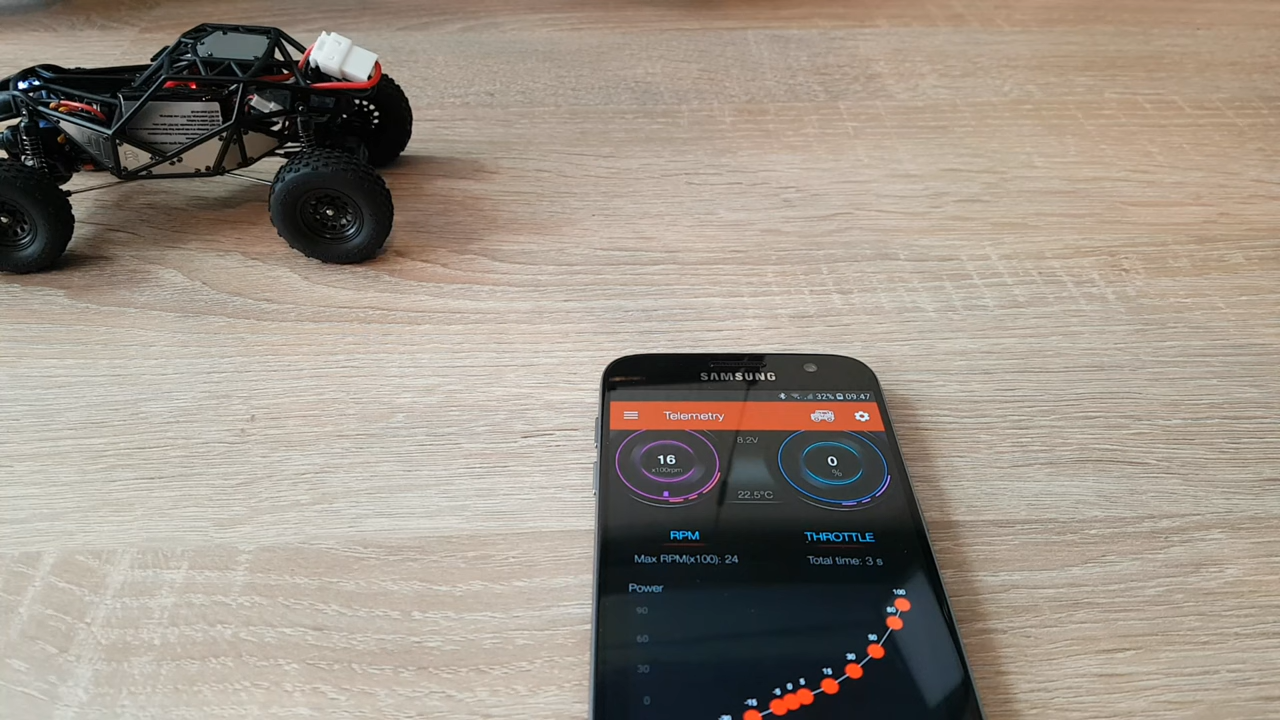 SAMSUNG
32% 09:47
Telemetry
16
x100rpm
8.2V
0
%
22.5°C
RPM
THROTTLE
Max RPM(x100): 24
Total time: 3 s
Power
90
60
30
0
100
80
50
30
15
5
0
-5
-15